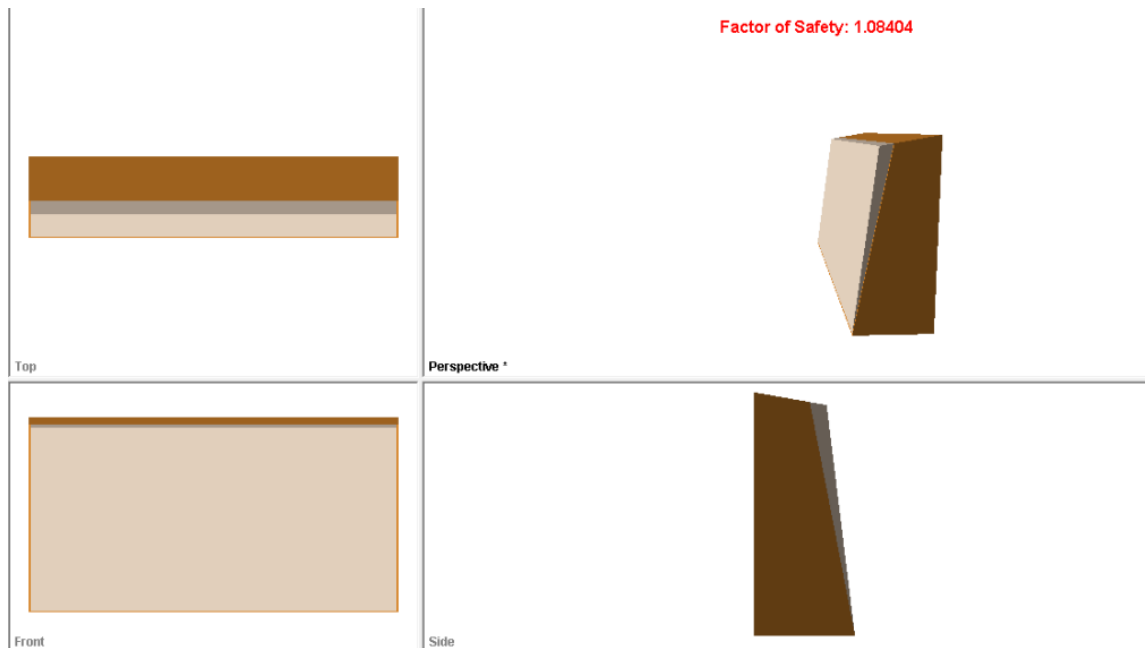 Factor of Safety: 1.08404
Top
Perspective *
Front
Side